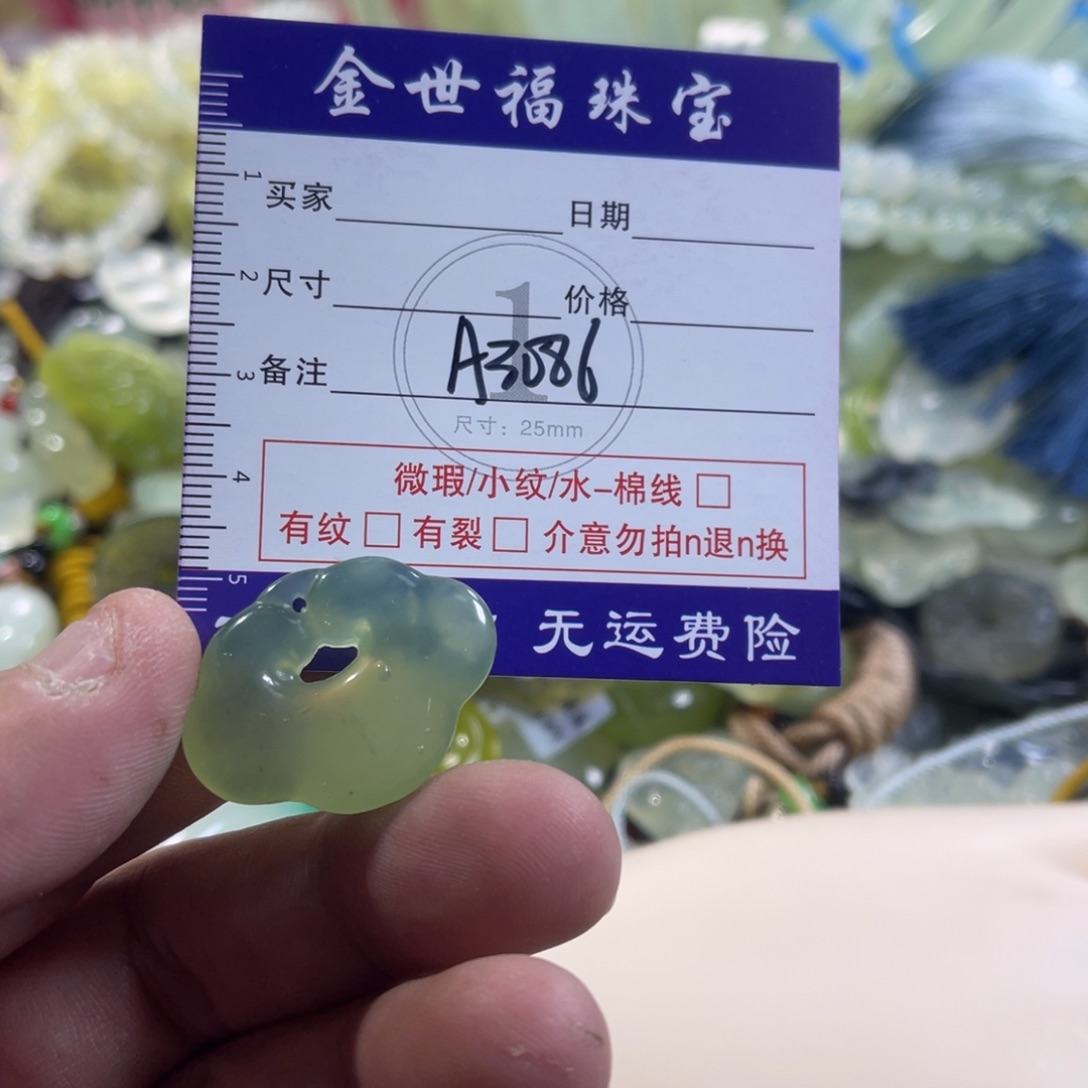 金世福珠宝
1
买家 日期
2
尺寸 价格
1
3
备注 A3086
尺寸：25mm
4
微瑕/小纹/水-棉线 □
有纹 □ 有裂 □ 介意勿拍n退n换
5
无运费险